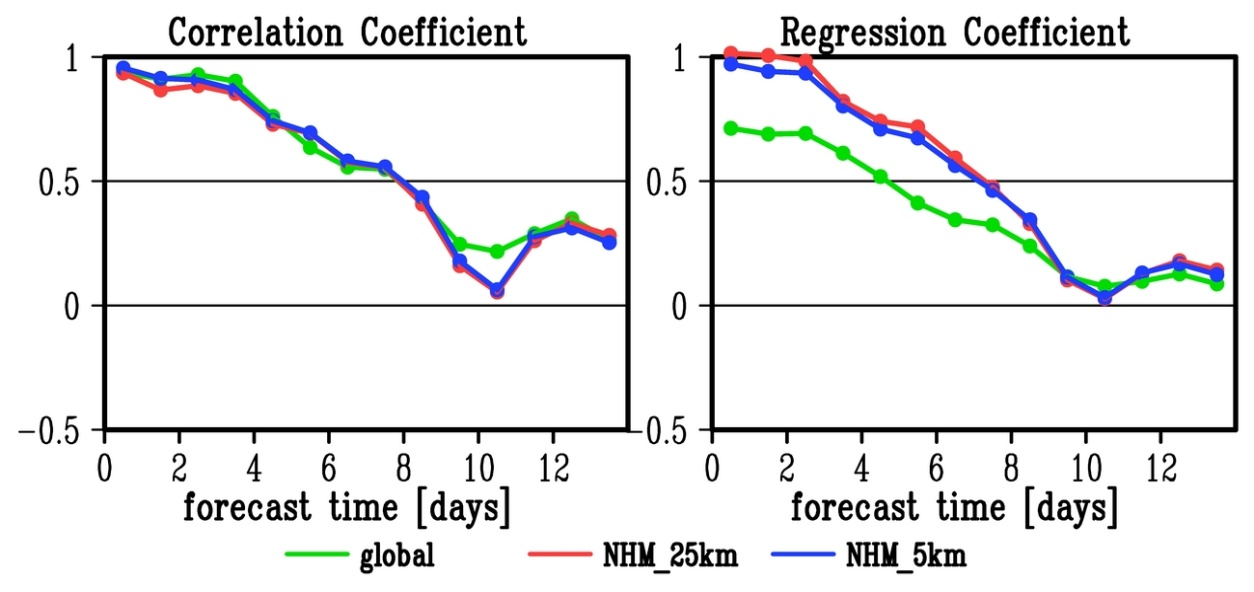 Correlation Coefficient
1
0.5
0
−0.5
0 2 4 6 8 10 12
forecast time [days]
Regression Coefficient
1
0.5
0
−0.5
0 2 4 6 8 10 12
forecast time [days]
global NHM_25km NHM_5km